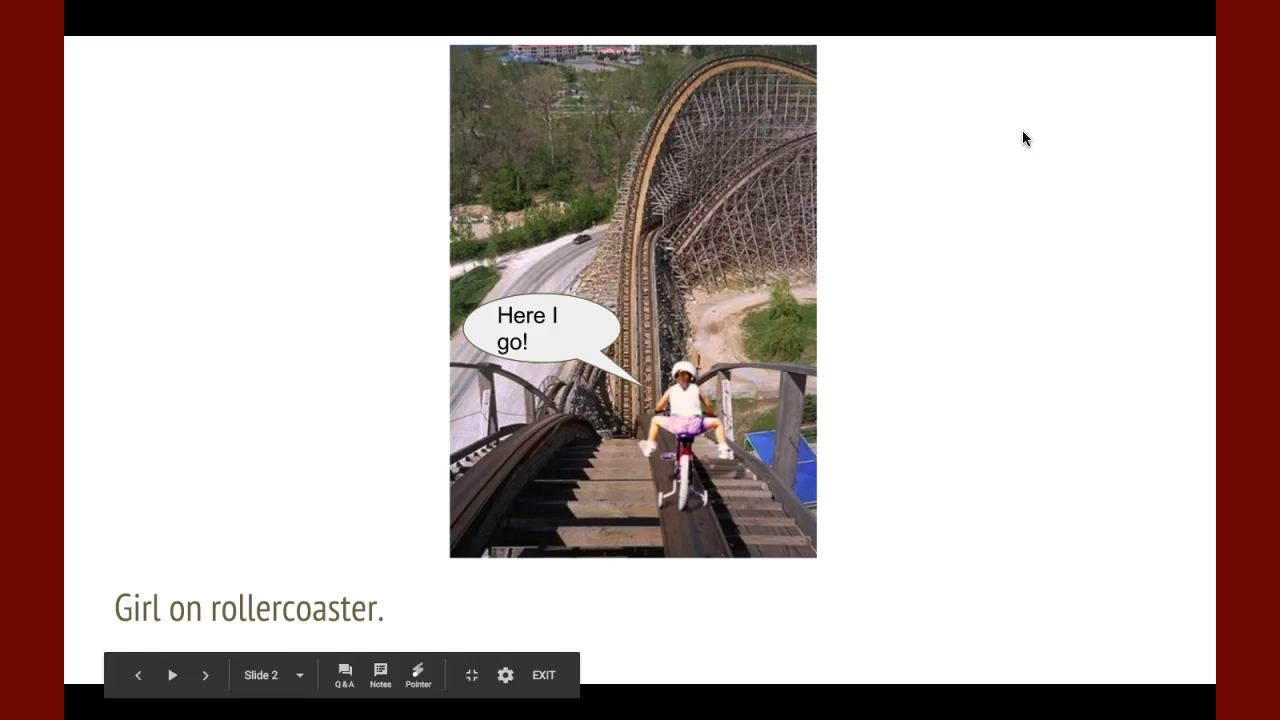 Here I
go!
Girl on rollercoaster.
Slide 2
Q & A
Notes
Pointer
EXIT